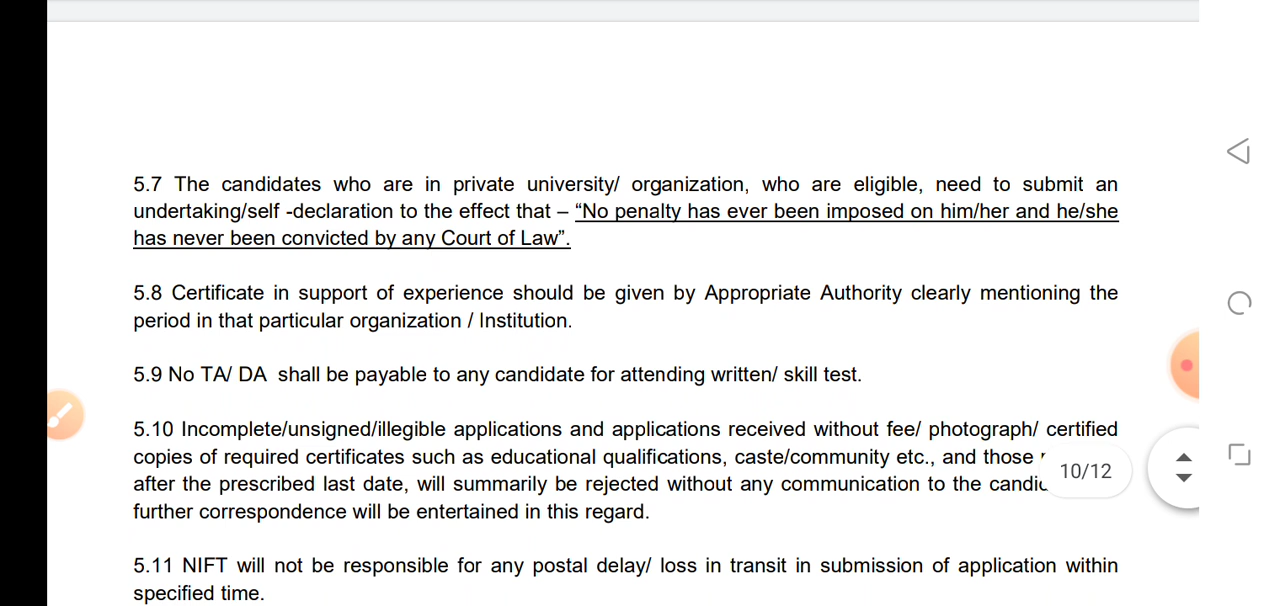 5.7 The candidates who are in private university/ organization, who are eligible, need to submit an
undertaking/self -declaration to the effect that – “No penalty has ever been imposed on him/her and he/she
has never been convicted by any Court of Law”.
5.8 Certificate in support of experience should be given by Appropriate Authority clearly mentioning the
period in that particular organization / Institution.
5.9 No TA/ DA shall be payable to any candidate for attending written/ skill test.
5.10 Incomplete/unsigned/illegible applications and applications received without fee/ photograph/ certified
copies of required certificates such as educational qualifications, caste/community etc., and those
after the prescribed last date, will summarily be rejected without any communication to the
further correspondence will be entertained in this regard.
10/12
5.11 NIFT will not be responsible for any postal delay/ loss in transit in submission of application within
specified time.